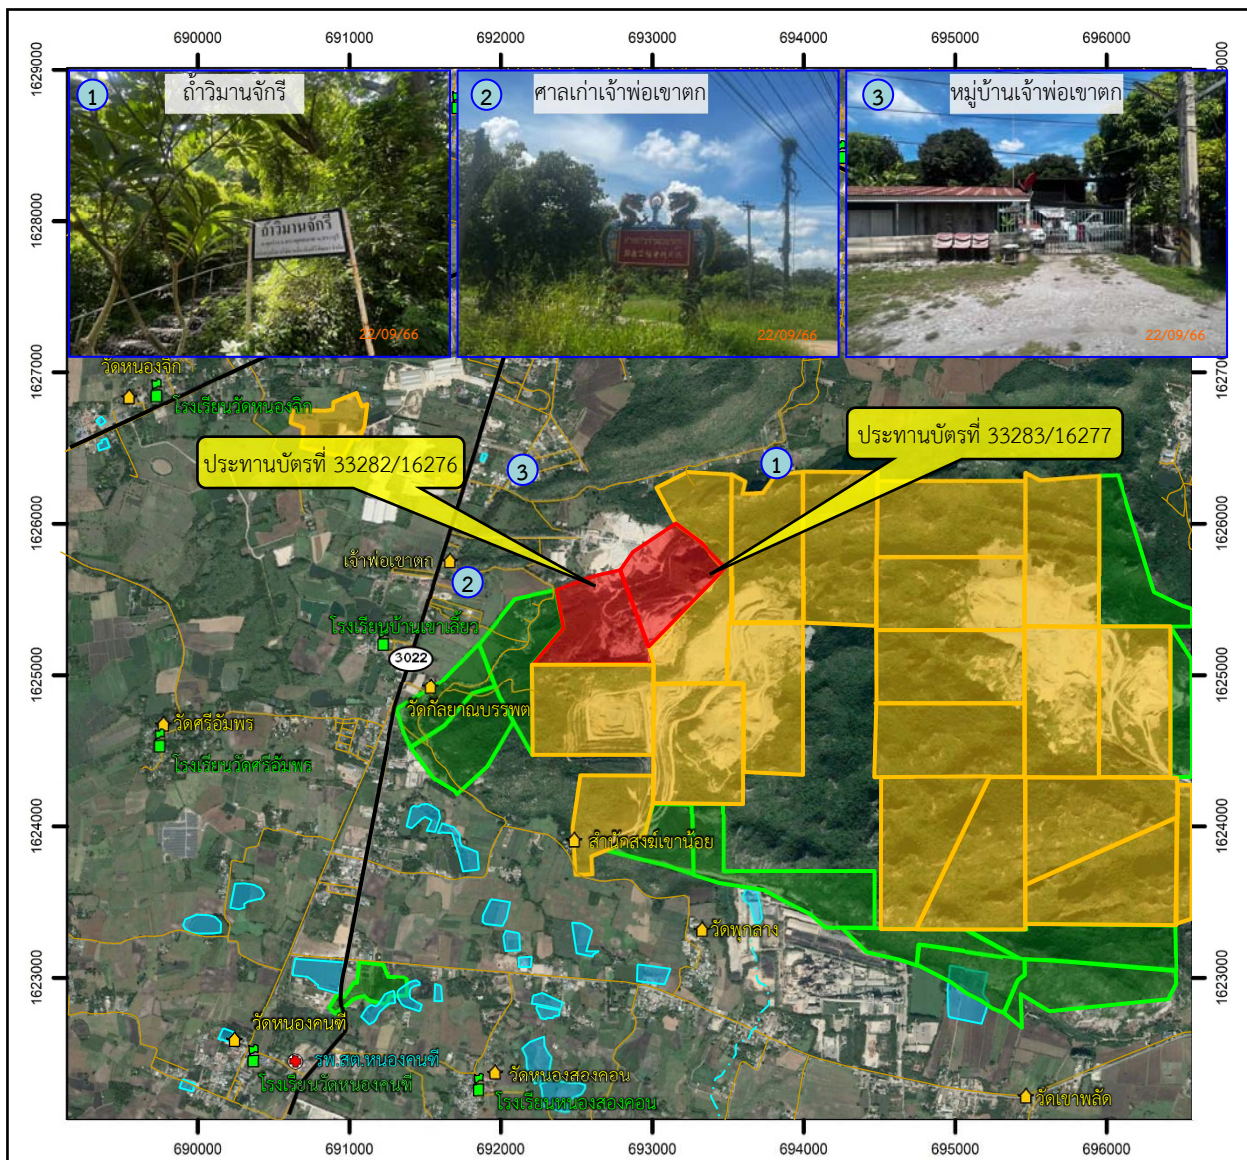 690000 691000 692000 693000 694000 695000 696000
1629000
1628000
1627000
1626000
1625000
1624000
1623000
1 ถ้ำวิมานจักรี
ถ้ำวิมานจักรี
22/09/66
2 ศาลเก่าเจ้าพ่อเขาตก
22/09/66
3 หมู่บ้านเจ้าพ่อเขาตก
22/09/66
9000
1628000
1627000
1626000
1625000
1624000
1623000
วัดหนองจิก
โรงเรียนวัดหนองจิก
ประทานบัตรที่ 33282/16276
ประทานบัตรที่ 33283/16277
3
1
เจ้าพ่อเขาตก
2
โรงเรียนบ้านเขาเลี้ยว
3022
วัดกัลยาณบรรพต
วัดศรีอัมพร
โรงเรียนวัดศรีอัมพร
สำนักสงฆ์เขาน้อย
วัดพุกลาง
วัดหนองคนที
รพ.สต.หนองคนที
โรงเรียนวัดหนองคนที
วัดหนองสองคอน
โรงเรียนหนองสองคอน
วัดเขาพลัด
690000 691000 692000 693000 694000 695000 696000